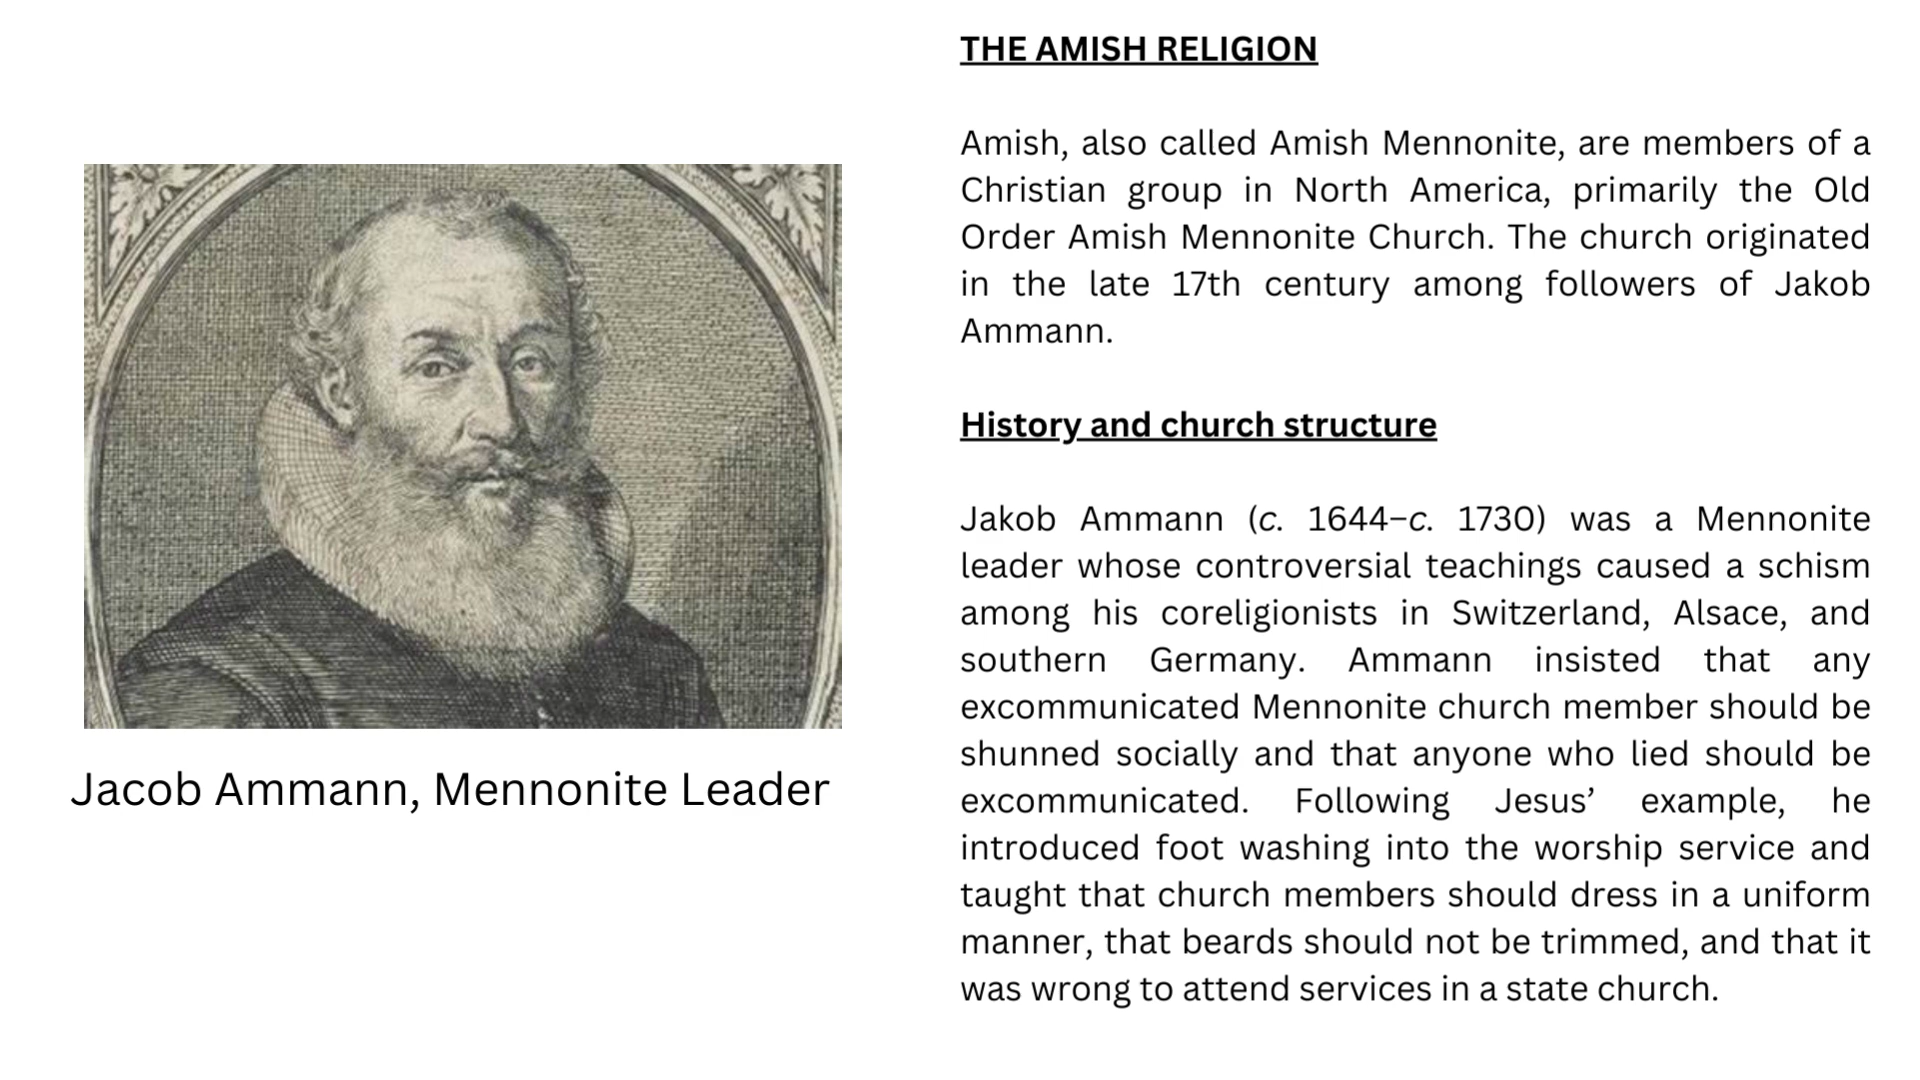 THE AMISH RELIGION
Amish, also called Amish Mennonite, are members of a
Christian group in North America, primarily the Old
Order Amish Mennonite Church. The church originated
in the late 17th century among followers of Jakob
Ammann.
History and church structure
Jakob Ammann (c. 1644–c. 1730) was a Mennonite
leader whose controversial teachings caused a schism
among his coreligionists in Switzerland, Alsace, and
southern Germany. Ammann insisted that any
excommunicated Mennonite church member should be
shunned socially and that anyone who lied should be
excommunicated. Following Jesus’ example, he
introduced foot washing into the worship service and
taught that church members should dress in a uniform
manner, that beards should not be trimmed, and that it
was wrong to attend services in a state church.
Jacob Ammann, Mennonite Leader